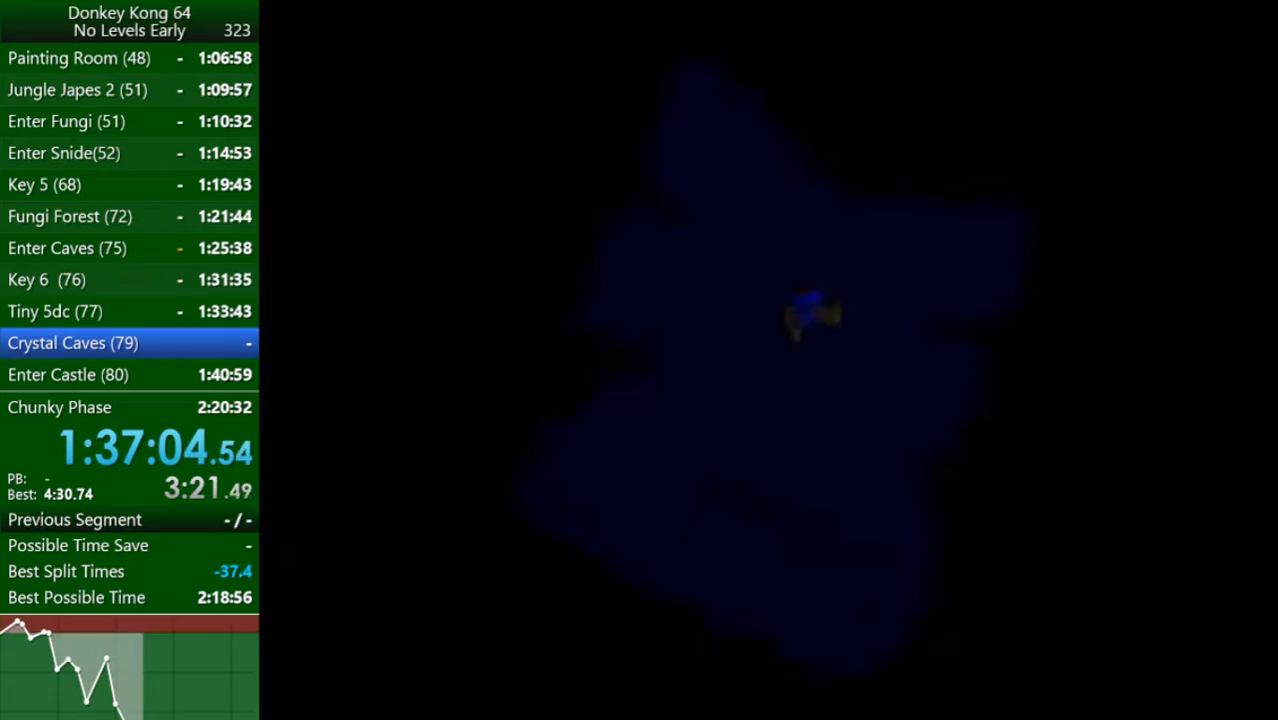 Donkey Kong 64
No Levels Early 323
Painting Room (48) - 1:06:58
Jungle Japes 2 (51) - 1:09:57
Enter Fungi (51) - 1:10:32
Enter Snide(52) - 1:14:53
Key 5 (68) - 1:19:43
Fungi Forest (72) - 1:21:44
Enter Caves (75) - 1:25:38
Key 6 (76) - 1:31:35
Tiny 5dc (77) - 1:33:43
Crystal Caves (79) -
Enter Castle (80) 1:40:59
Chunky Phase 2:20:32
1:37:04.54
PB: -
Best: 4:30.74 3:21.49
Previous Segment - / -
Possible Time Save -
Best Split Times -37.4
Best Possible Time 2:18:56